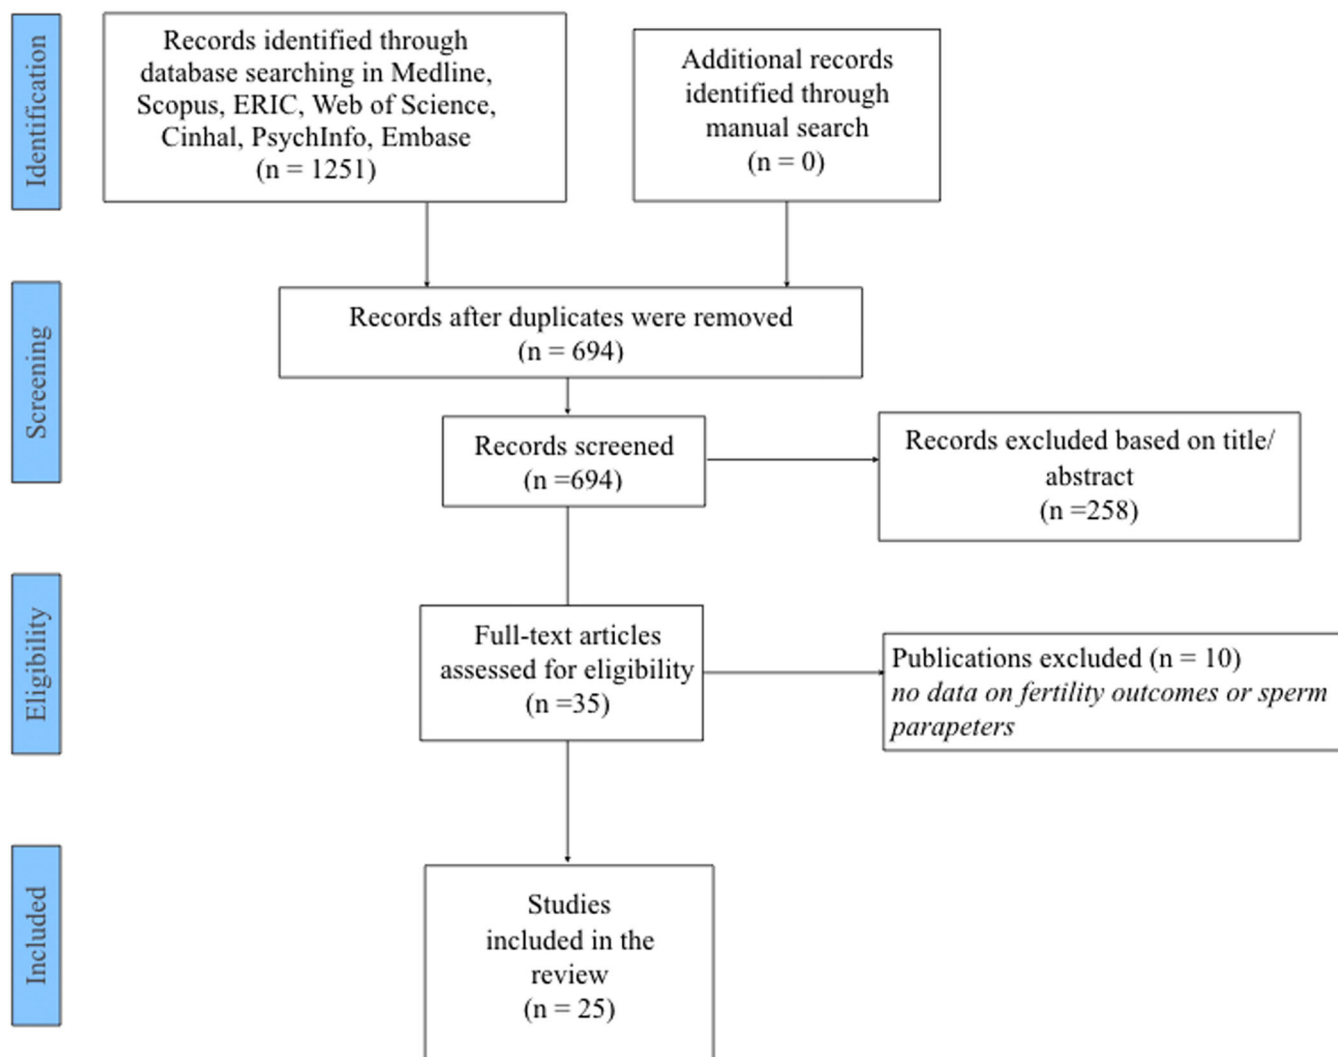 Identification
Records identified through
database searching in Medline,
Scopus, ERIC, Web of Science,
Cinhal, PsychInfo, Embase
(n = 1251)
Additional records
identified through
manual search
(n = 0)
Screening
Records after duplicates were removed
(n = 694)
Records screened
(n =694)
Records excluded based on title/
abstract
(n =258)
Eligibility
Full-text articles
assessed for eligibility
(n =35)
Publications excluded (n = 10)
no data on fertility outcomes or sperm
parapeters
Included
Studies
included in the
review
(n = 25)